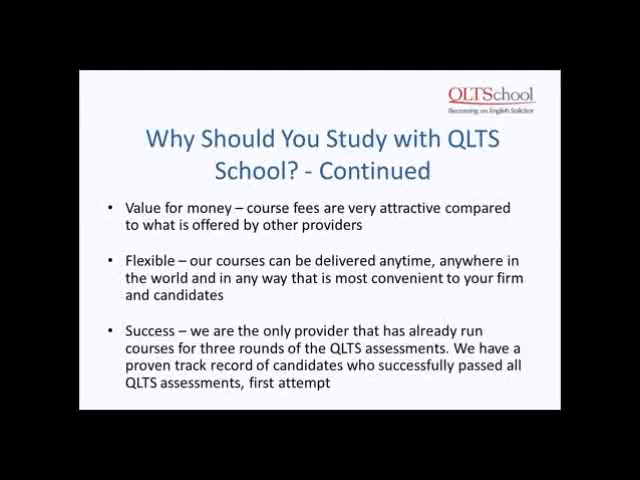 QLTSchool
Becoming an English Solicitor
Why Should You Study with QLTS
School? - Continued
• Value for money – course fees are very attractive compared
to what is offered by other providers
• Flexible – our courses can be delivered anytime, anywhere in
the world and in any way that is most convenient to your firm
and candidates
• Success – we are the only provider that has already run
courses for three rounds of the QLTS assessments. We have a
proven track record of candidates who successfully passed all
QLTS assessments, first attempt